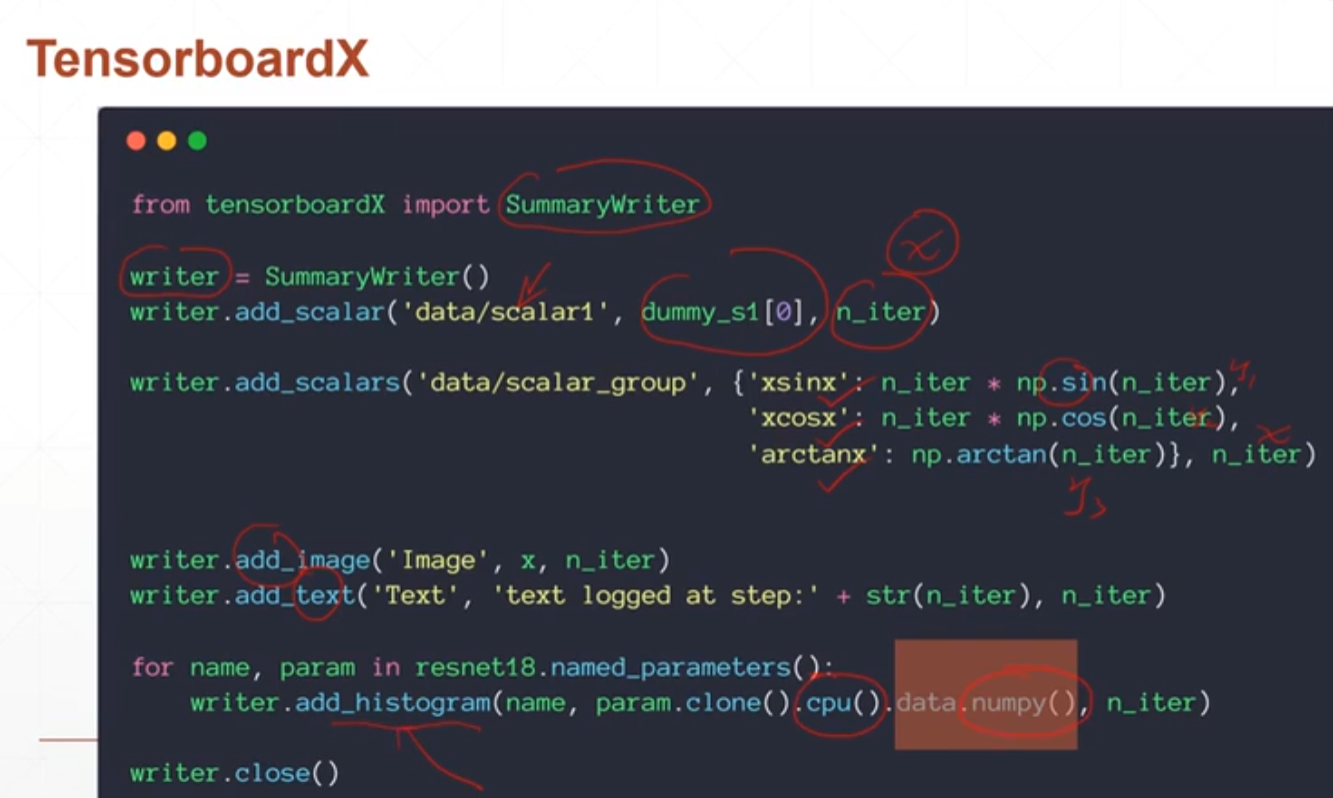 TensorboardX
from tensorboardX import SummaryWriter
x
writer = SummaryWriter()
writer.add_scalar('data/scalar1', dummy_s1[0], n_iter)
writer.add_scalars('data/scalar_group', {'xsinx': n_iter * np.sin(n_iter), y1
'xcosx': n_iter * np.cos(n_iter),
x
'arctanx': np.arctan(n_iter)}, n_iter)
y3
writer.add_image('Image', x, n_iter)
writer.add_text('Text', 'text logged at step:' + str(n_iter), n_iter)
for name, param in resnet18.named_parameters():
writer.add_histogram(name, param.clone().cpu().data.numpy(), n_iter)
writer.close()